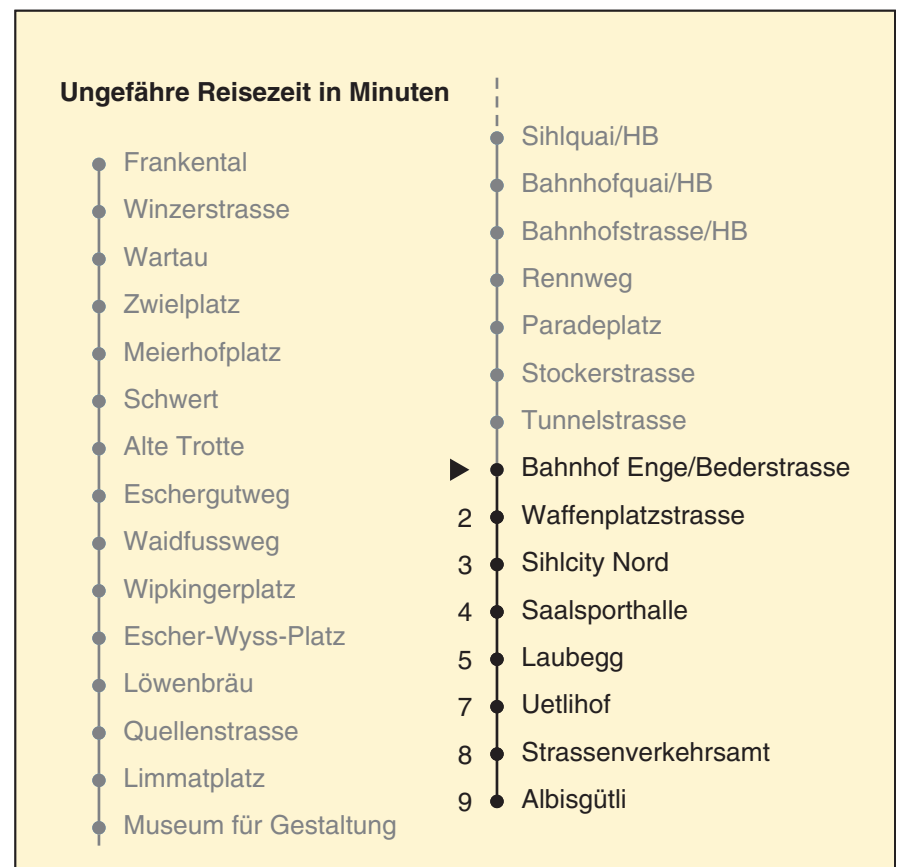 Ungefähre Reisezeit in Minuten
Frankental
Winzerstrasse
Wartau
Zwielplatz
Meierhofplatz
Schwert
Alte Trotte
Eschergutweg
Waidfussweg
Wipkingerplatz
Escher-Wyss-Platz
Löwenbräu
Quellenstrasse
Limmatplatz
Museum für Gestaltung
Sihlquai/HB
Bahnhofquai/HB
Bahnhofstrasse/HB
Rennweg
Paradeplatz
Stockerstrasse
Tunnelstrasse
Bahnhof Enge/Bederstrasse
2 Waffenplatzstrasse
3 Sihlcity Nord
4 Saalsporthalle
5 Laubegg
7 Uetlihof
8 Strassenverkehrsamt
9 Albisgütli